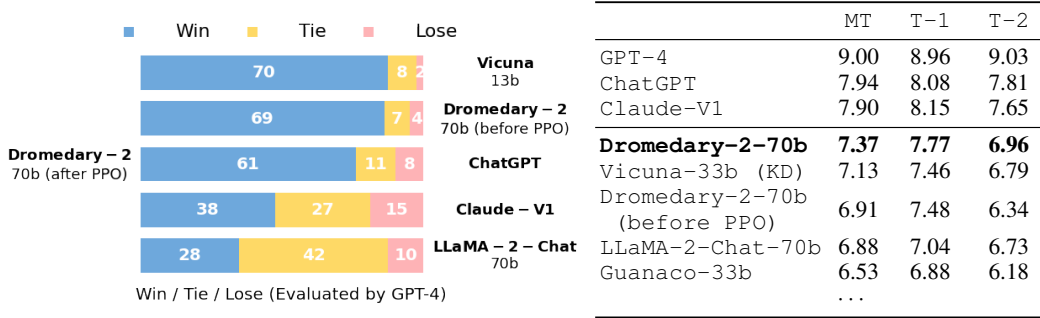 Win Tie Lose
70 8 2 Vicuna
13b
69 7 4 Dromedary-2
70b (before PPO)
Dromedary-2
70b (after PPO)
61 11 8 ChatGPT
38 27 15 Claude-V1
28 42 10 LLaMA-2-Chat
70b
Win / Tie / Lose (Evaluated by GPT-4)
MT T-1 T-2
GPT-4 9.00 8.96 9.03
ChatGPT 7.94 8.08 7.81
Claude-V1 7.90 8.15 7.65
Dromedary-2-70b 7.37 7.77 6.96
Vicuna-33b (KD) 7.13 7.46 6.79
Dromedary-2-70b
(before PPO) 6.91 7.48 6.34
LLaMA-2-Chat-70b 6.88 7.04 6.73
Guanaco-33b 6.53 6.88 6.18
...